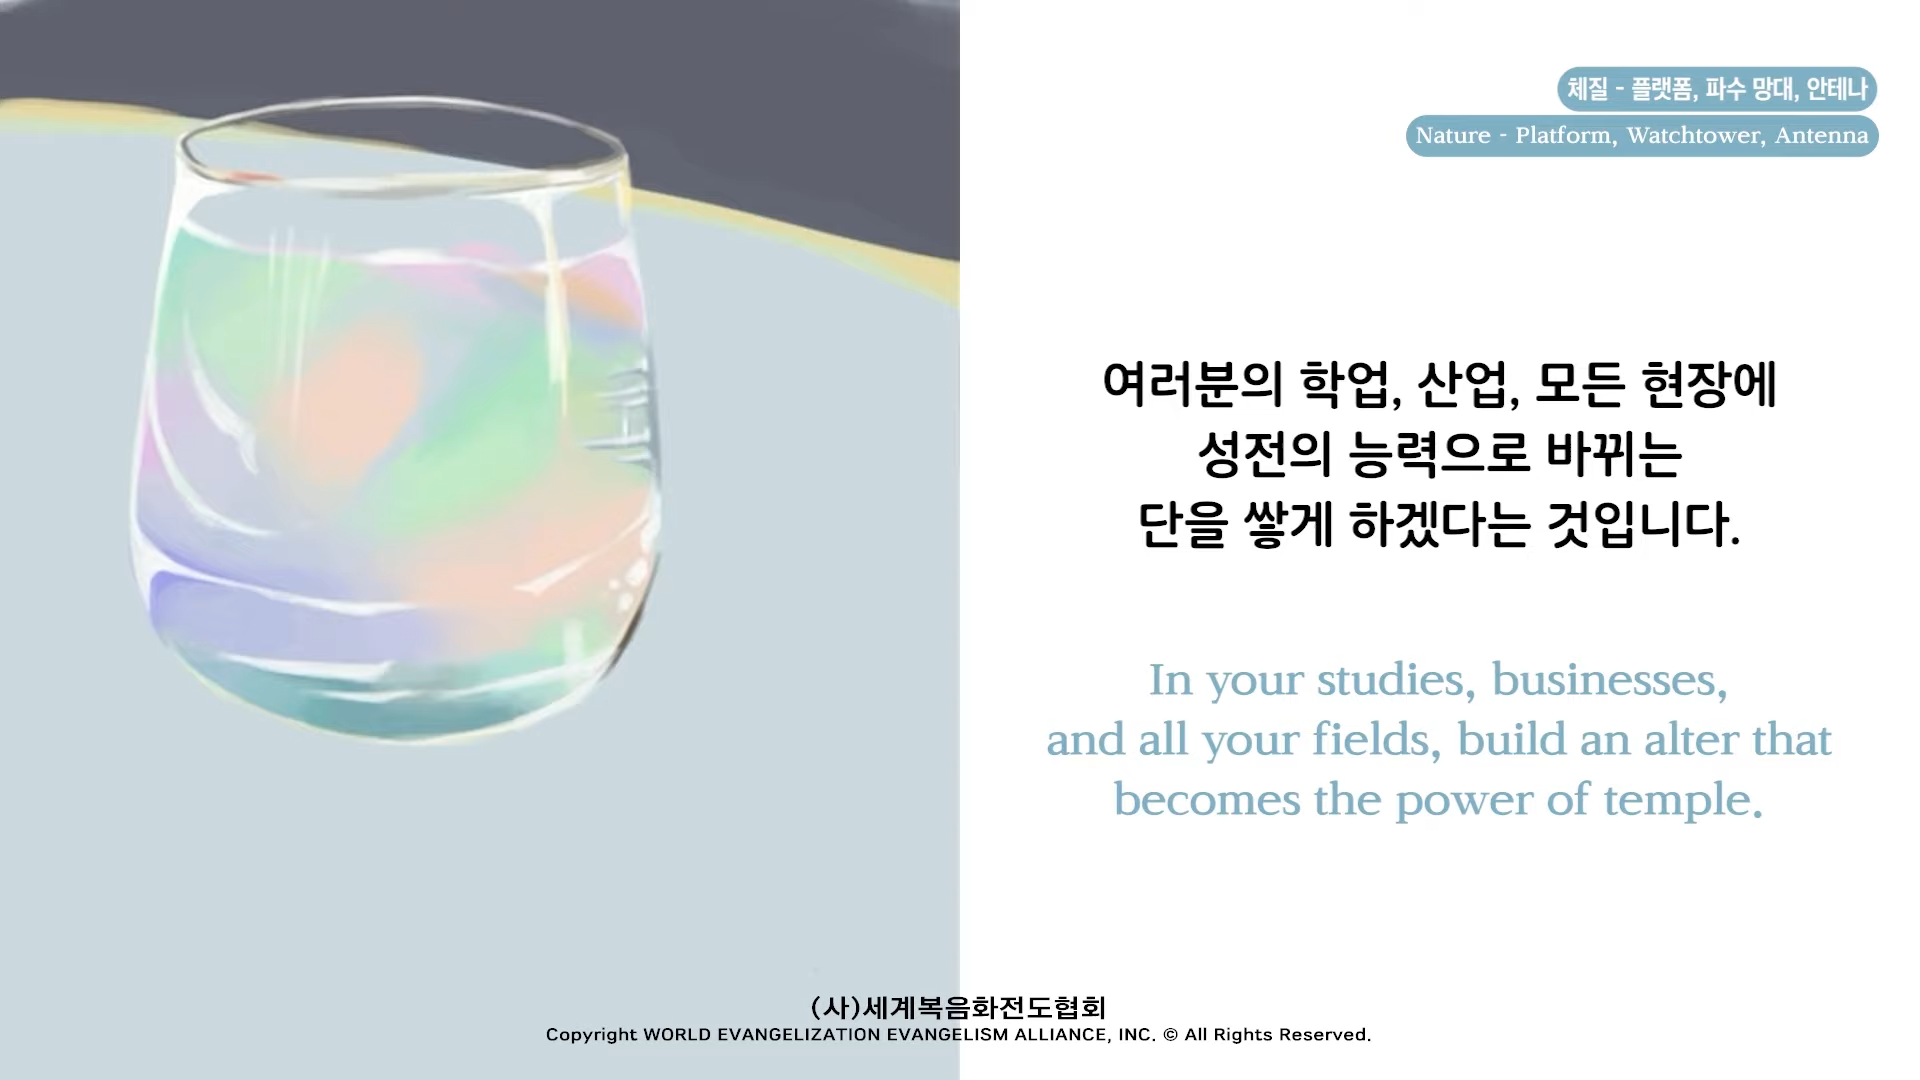 체질 - 플랫폼, 파수 망대, 안테나
Nature - Platform, Watchtower, Antenna
여러분의 학업, 산업, 모든 현장에
성전의 능력으로 바뀌는
단을 쌓게 하겠다는 것입니다.
In your studies, businesses,
and all your fields, build an alter that
becomes the power of temple.
(사)세계복음화전도협회
Copyright WORLD EVANGELIZATION EVANGELISM ALLIANCE, INC. © All Rights Reserved.